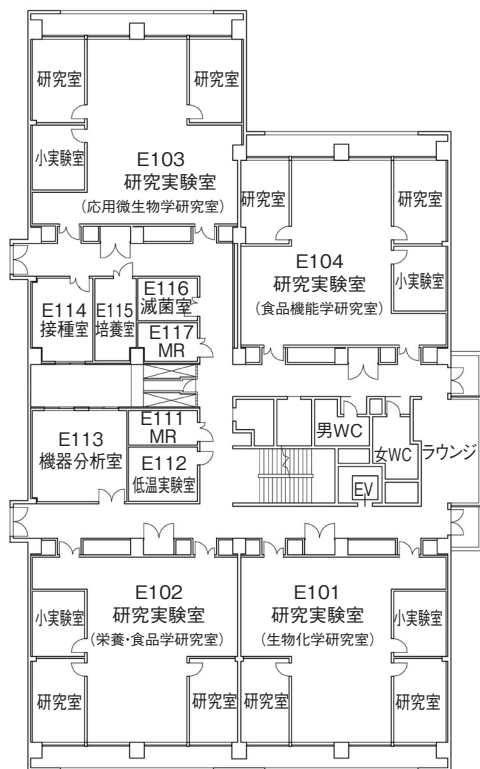 研究室
研究室
小実験室
E103
研究実験室
（応用微生物学研究室）
研究室
研究室
E104
研究実験室
（食品機能学研究室）
小実験室
E114
接種室
E115
培養室
E116
滅菌室
E117
MR
E111
MR
E113
機器分析室
E112
低温実験室
男WC
女WC
ラウンジ
EV
E102
研究実験室
（栄養・食品学研究室）
小実験室
研究室
研究室
E101
研究実験室
（生物化学研究室）
小実験室
研究室
研究室